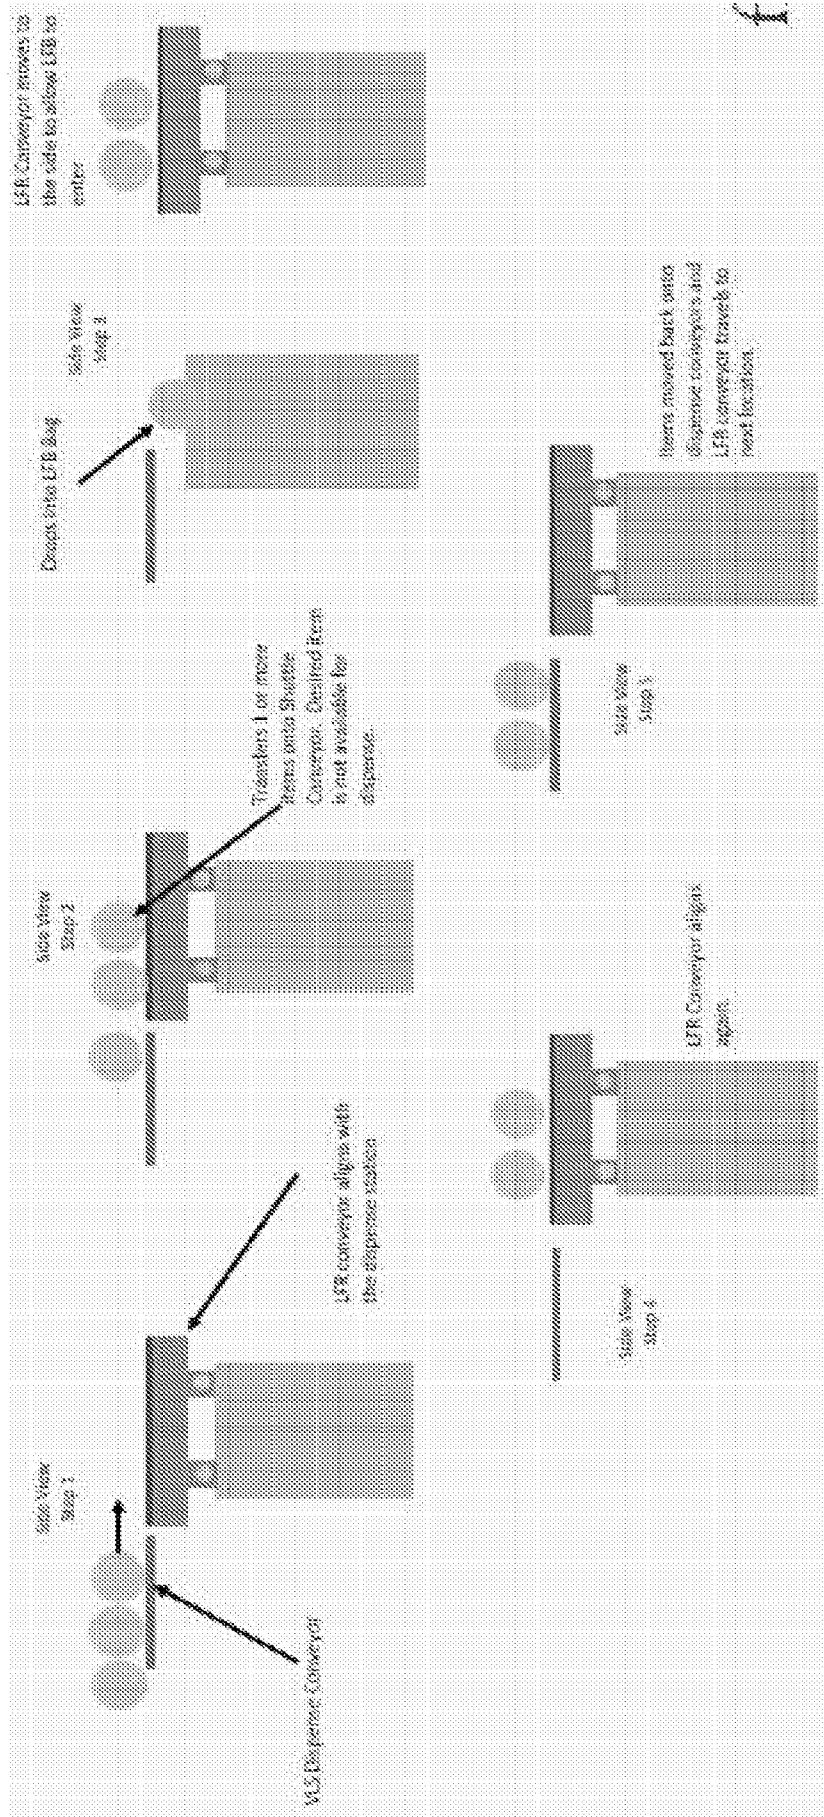 Side View
Step 1
VLS Dispense Conveyor
LFR conveyor aligns with
the dispense station
Side View
Step 2
Transfers 1 or more
items onto Shuttle
Conveyor. Desired item
is not available for
dispense.
Drops into LFB Bag
Side View
Step 3
LFR Conveyor moves to
the side to allow LFB to
enter
Side View
Step 4
LFR Conveyor aligns
again.
Side View
Step 5
Items moved back onto
dispense conveyors and
LFR conveyor travels to
next location.
f.